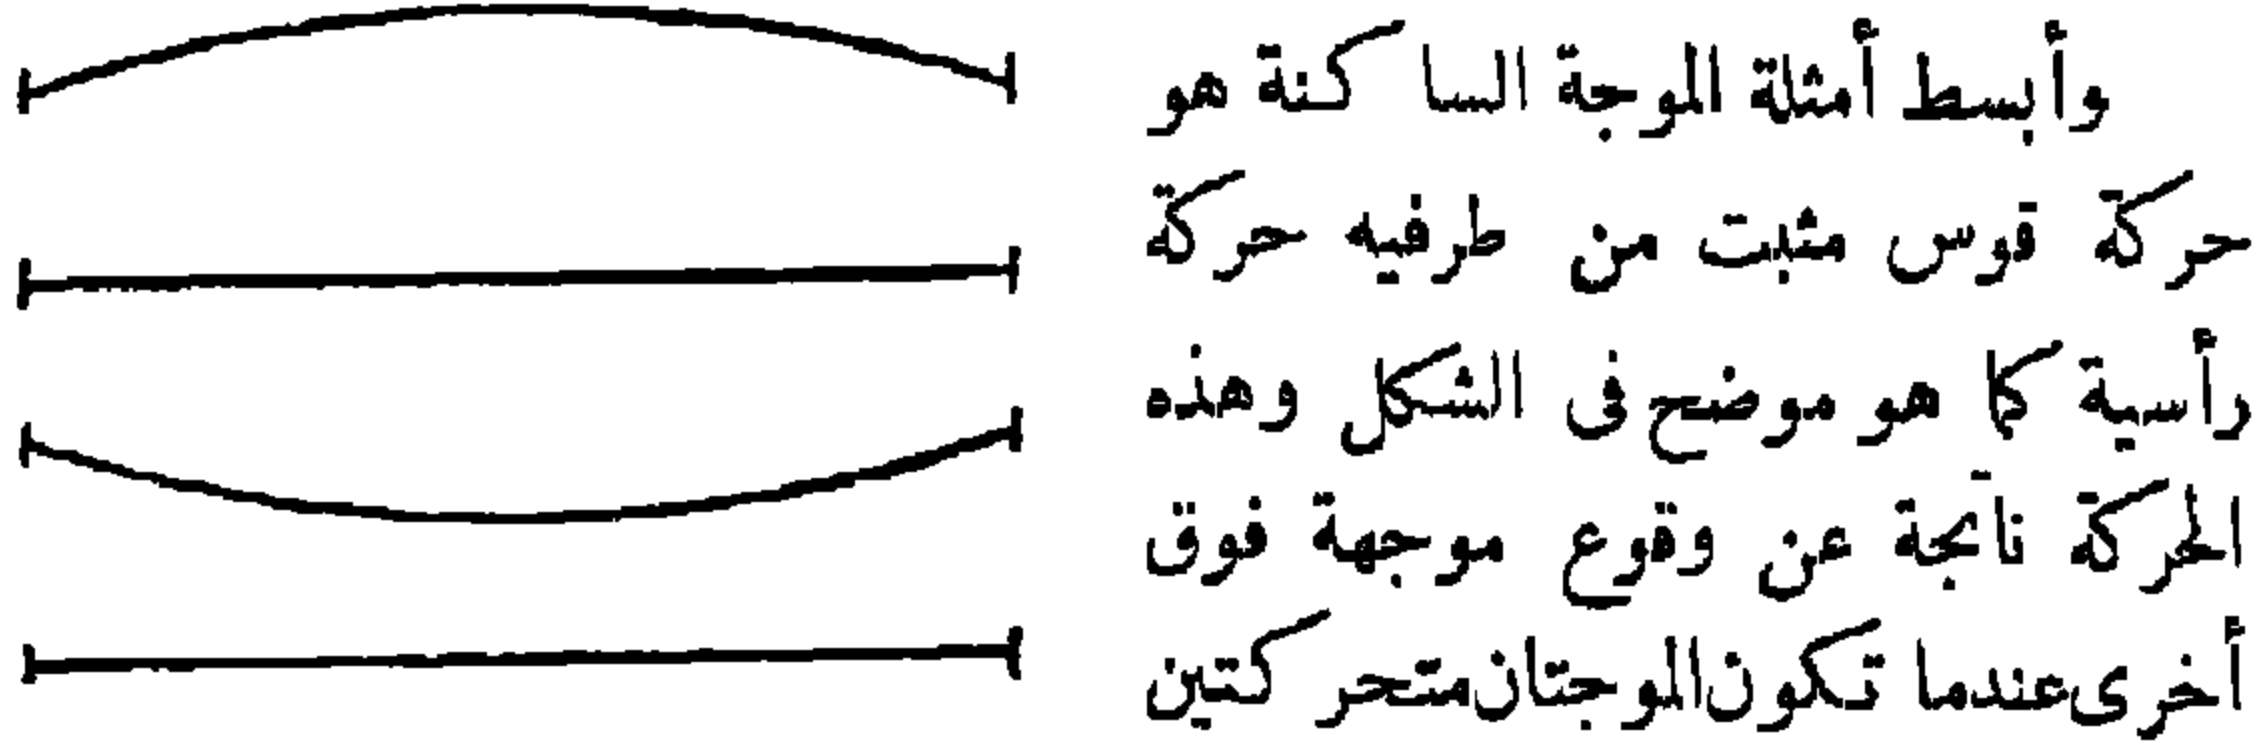 وأبسط أمثلة الموجة الساكنة هو
حركة قوس مثبت من طرفيه حركة
رأسية كما هو موضح فى الشكل وهذه
الحركة ناتجة عن وقوع موجهة فوق
أخرى عندما تكون الموجتان متحركتين